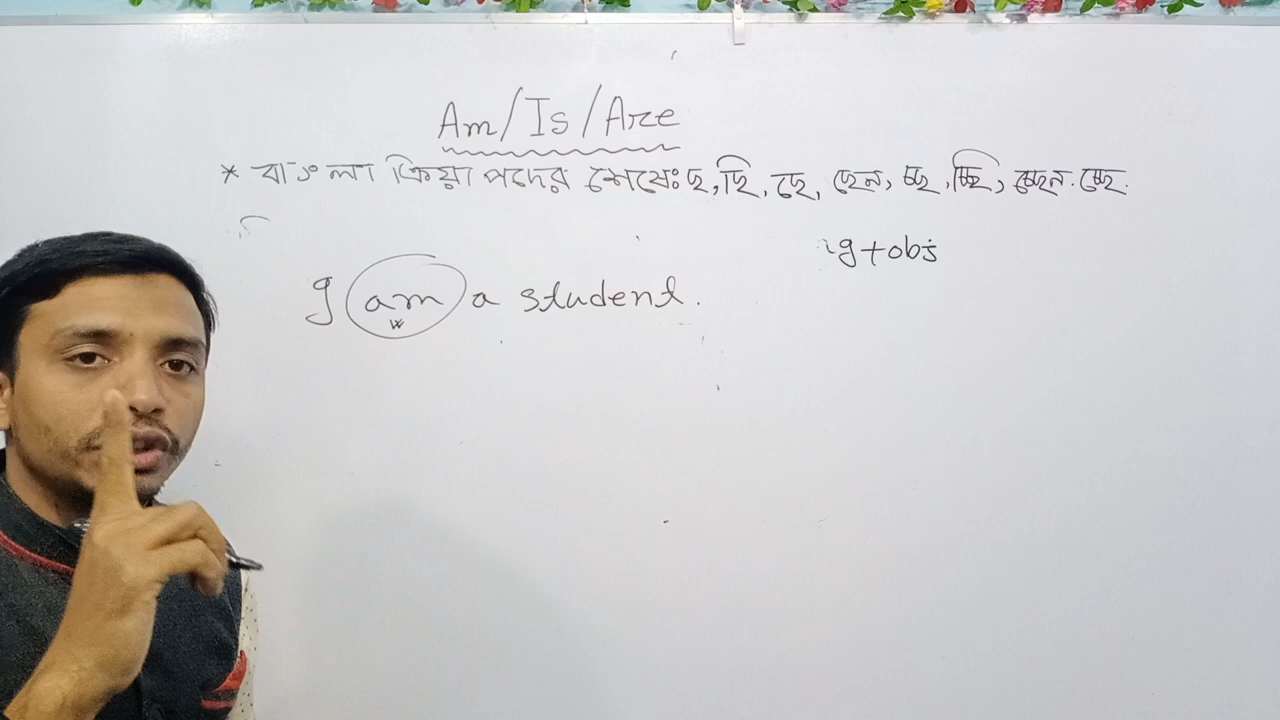 Am/Is/Are
* বাংলা ক্রিয়া পদের শেষেঃ ছ, ছি, ছে, ছেন, চ্ছ, চ্ছি, চ্ছেন. চ্ছে.
I am a student.
g + obj